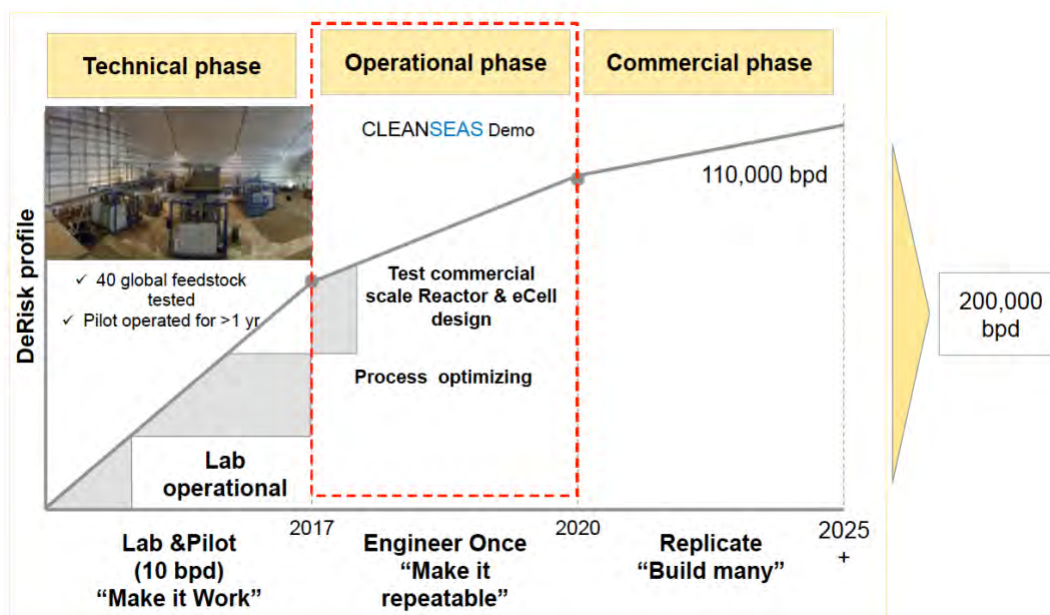 Technical phase
Operational phase
Commercial phase
CLEANSEAS Demo
110,000 bpd
DeRisk profile
✓ 40 global feedstock
tested
✓ Pilot operated for >1 yr
Test commercial
scale Reactor & eCell
design
200,000
bpd
Process optimizing
Lab
operational
2017
2020
2025
+
Lab &Pilot
(10 bpd)
“Make it Work”
Engineer Once
“Make it
repeatable”
Replicate
“Build many”